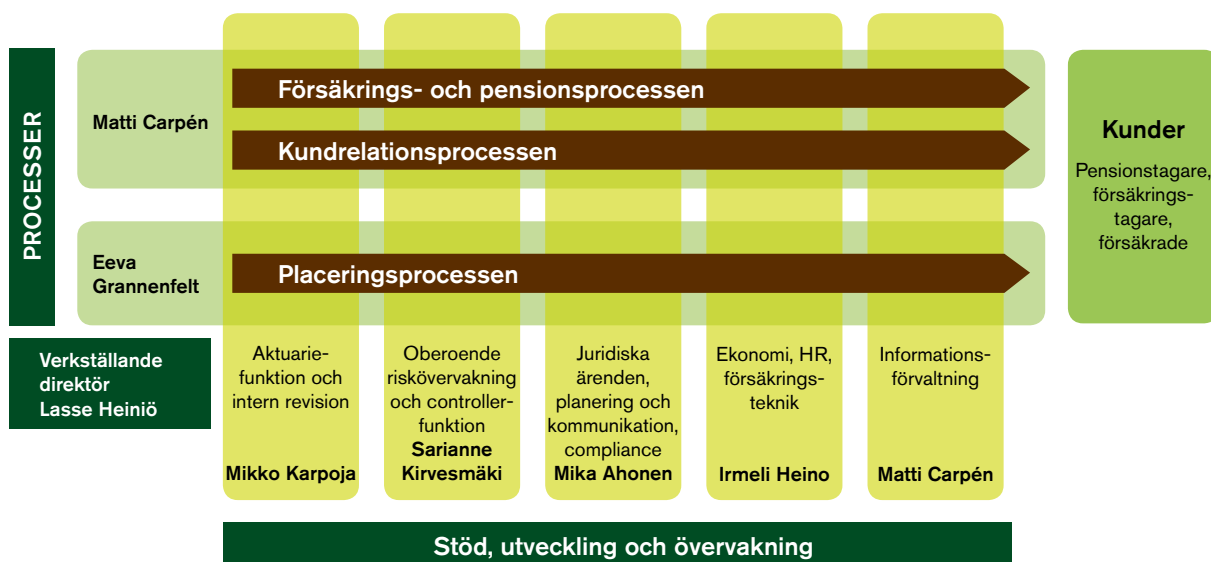 PROCESSER
Matti Carpén
Försäkrings- och pensionsprocessen
Kundrelationsprocessen
Eeva
Grannenfelt
Placeringsprocessen
Kunder
Pensionstagare,
försäkrings-
tagare,
försäkrade
Verkställande
direktör
Lasse Heiniö
Aktuarie-
funktion och
intern revision
Mikko Karpoja
Oberoende
riskövervakning
och controller-
funktion
Sarianne
Kirvesmäki
Juridiska
ärenden,
planering och
kommunikation,
compliance
Mika Ahonen
Ekonomi, HR,
försäkrings-
teknik
Irmeli Heino
Informations-
förvaltning
Matti Carpén
Stöd, utveckling och övervakning